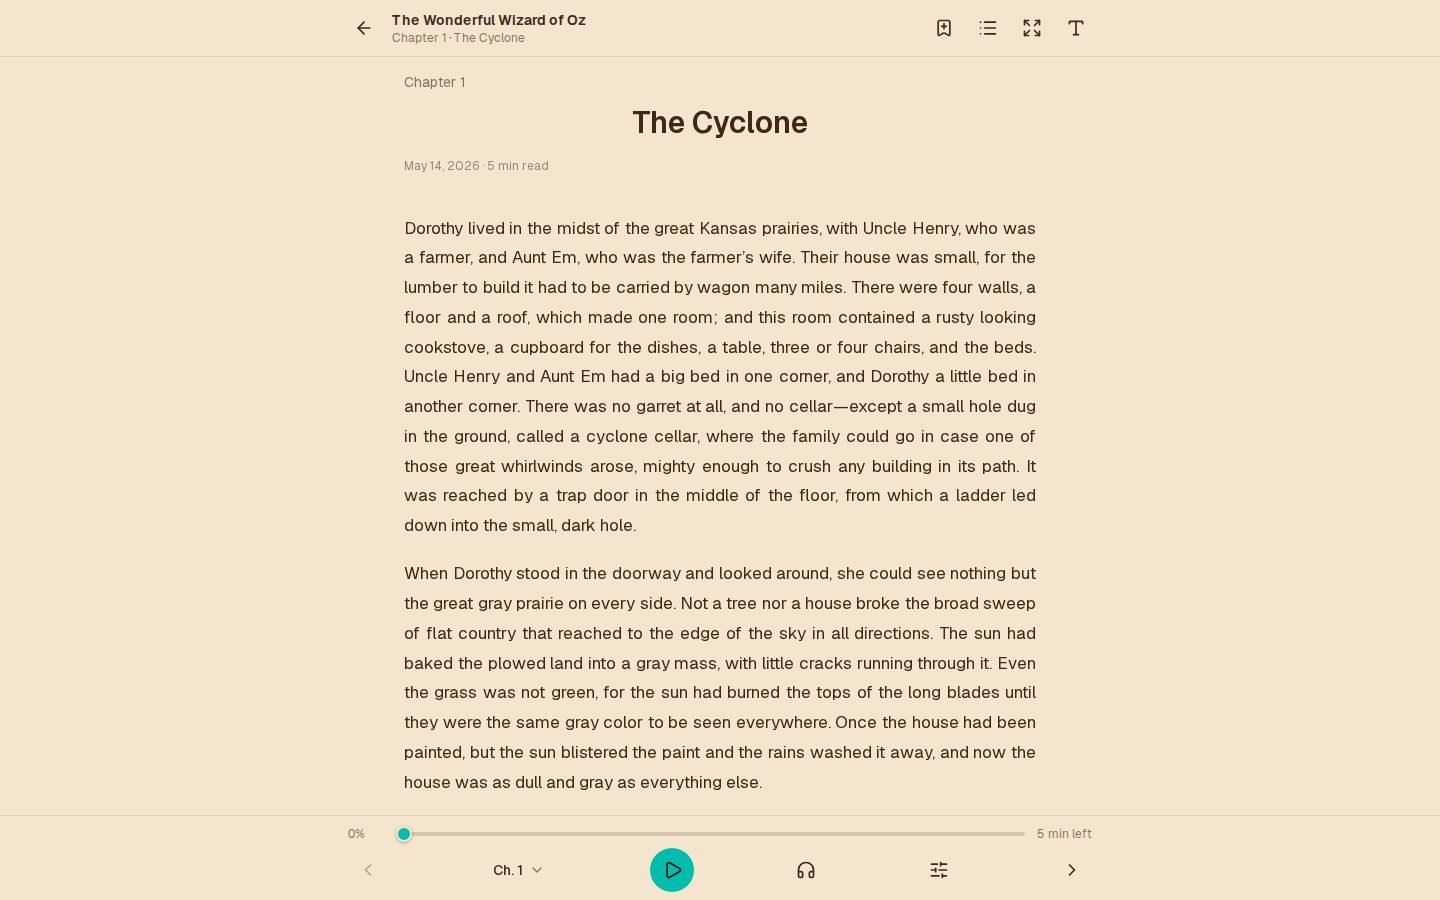 The Wonderful Wizard of Oz
Chapter 1 · The Cyclone
Chapter 1
The Cyclone
May 14, 2026 · 5 min read
Dorothy lived in the midst of the great Kansas prairies, with Uncle Henry, who was
a farmer, and Aunt Em, who was the farmer’s wife. Their house was small, for the
lumber to build it had to be carried by wagon many miles. There were four walls, a
floor and a roof, which made one room; and this room contained a rusty looking
cookstove, a cupboard for the dishes, a table, three or four chairs, and the beds.
Uncle Henry and Aunt Em had a big bed in one corner, and Dorothy a little bed in
another corner. There was no garret at all, and no cellar—except a small hole dug
in the ground, called a cyclone cellar, where the family could go in case one of
those great whirlwinds arose, mighty enough to crush any building in its path. It
was reached by a trap door in the middle of the floor, from which a ladder led
down into the small, dark hole.
When Dorothy stood in the doorway and looked around, she could see nothing but
the great gray prairie on every side. Not a tree nor a house broke the broad sweep
of flat country that reached to the edge of the sky in all directions. The sun had
baked the plowed land into a gray mass, with little cracks running through it. Even
the grass was not green, for the sun had burned the tops of the long blades until
they were the same gray color to be seen everywhere. Once the house had been
painted, but the sun blistered the paint and the rains washed it away, and now the
house was as dull and gray as everything else.
0%
5 min left
Ch. 1